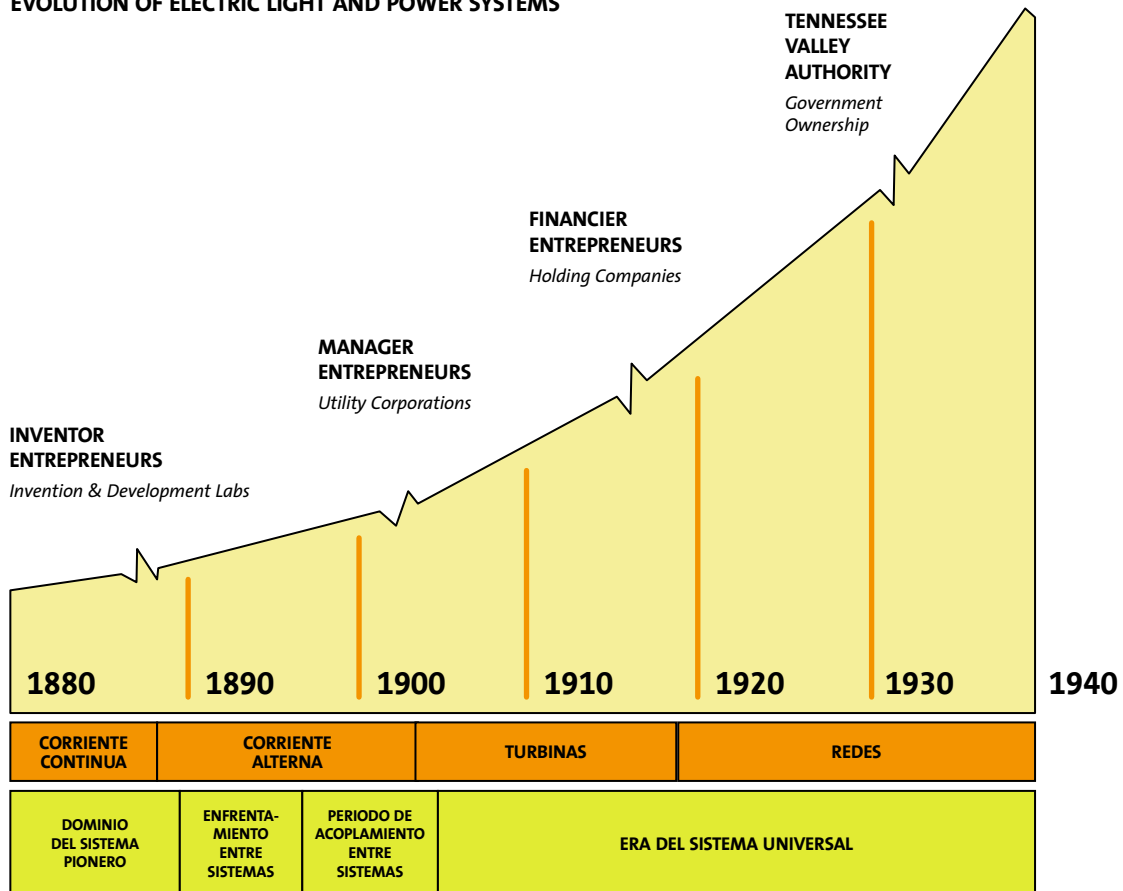 EVOLUTION OF ELECTRIC LIGHT AND POWER SYSTEMS
TENNESSEE
VALLEY
AUTHORITY
Government
Ownership
FINANCIER
ENTREPRENEURS
Holding Companies
MANAGER
ENTREPRENEURS
Utility Corporations
INVENTOR
ENTREPRENEURS
Invention & Development Labs
1880 1890 1900 1910 1920 1930 1940
CORRIENTE
CONTINUA
CORRIENTE
ALTERNA
TURBINAS
REDES
DOMINIO
DEL SISTEMA
PIONERO
ENFRENTA-
MIENTO
ENTRE
SISTEMAS
PERIODO DE
ACOPLAMIENTO
ENTRE
SISTEMAS
ERA DEL SISTEMA UNIVERSAL